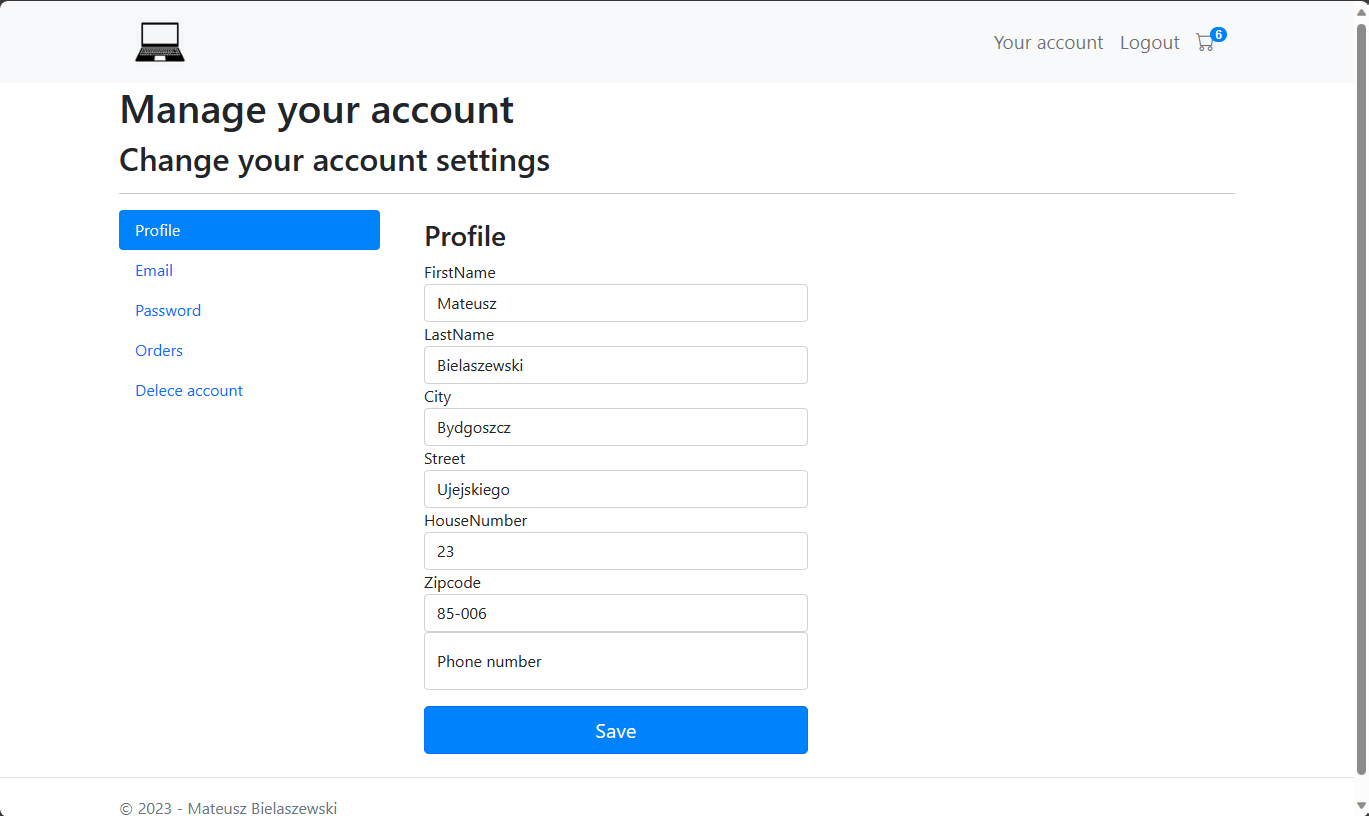 Your account Logout 6
Manage your account
Change your account settings
Profile
Email
Password
Orders
Delece account
Profile
FirstName
Mateusz
LastName
Bielaszewski
City
Bydgoszcz
Street
Ujejskiego
HouseNumber
23
Zipcode
85-006
Phone number
Save
© 2023 - Mateusz Bielaszewski